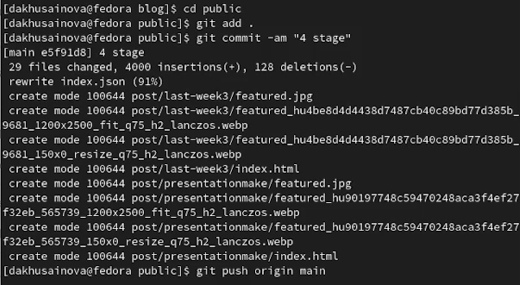 [dakhusainova@fedora blog]$ cd public
[dakhusainova@fedora public]$ git add .
[dakhusainova@fedora public]$ git commit -am "4 stage"
[main e5f91d8] 4 stage
 29 files changed, 4000 insertions(+), 128 deletions(-)
 rewrite index.json (91%)
 create mode 100644 post/last-week3/featured.jpg
 create mode 100644 post/last-week3/featured_hu4be8d4d4438d7487cb40c89bd77d385b_
9681_1200x2500_fit_q75_h2_lanczos.webp
 create mode 100644 post/last-week3/featured_hu4be8d4d4438d7487cb40c89bd77d385b_
9681_150x0_resize_q75_h2_lanczos.webp
 create mode 100644 post/last-week3/index.html
 create mode 100644 post/presentationmake/featured.jpg
 create mode 100644 post/presentationmake/featured_hu90197748c59470248aca3f4ef27
f32eb_565739_1200x2500_fit_q75_h2_lanczos.webp
 create mode 100644 post/presentationmake/featured_hu90197748c59470248aca3f4ef27
f32eb_565739_150x0_resize_q75_h2_lanczos.webp
 create mode 100644 post/presentationmake/index.html
[dakhusainova@fedora public]$ git push origin main